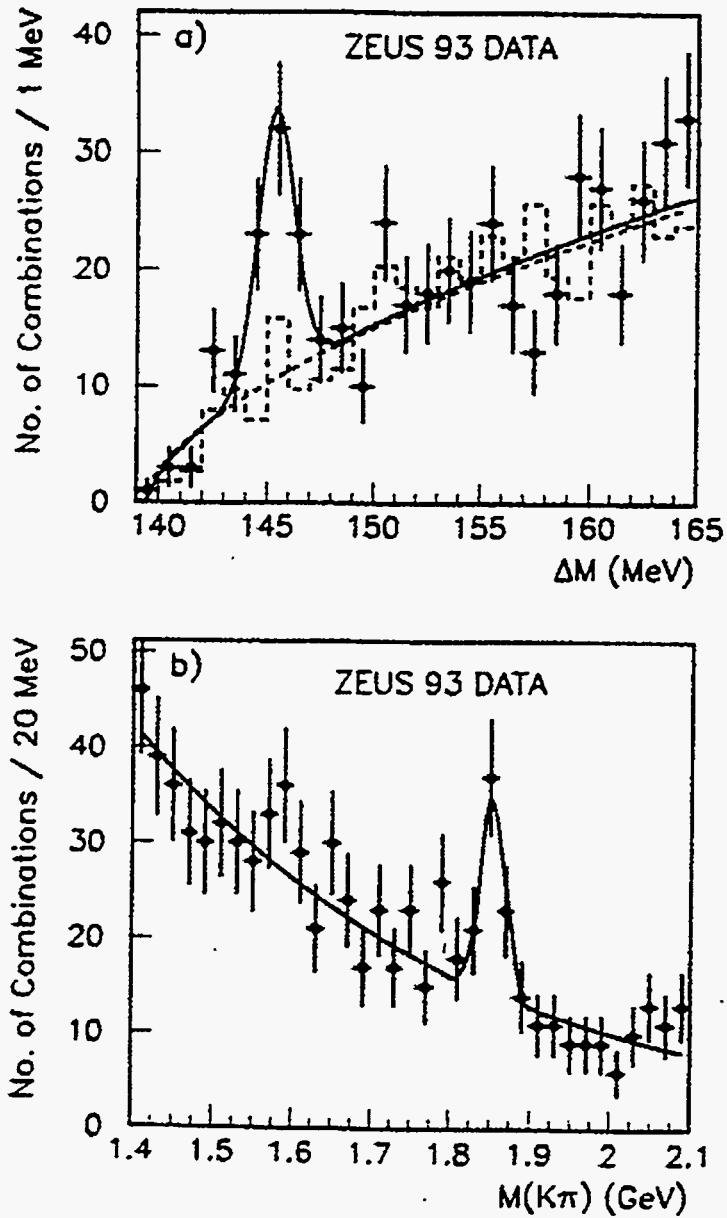 a) ZEUS 93 DATA
No. of Combinations / 1 MeV
40
30
20
10
0
140 145 150 155 160 165
ΔM (MeV)
b) ZEUS 93 DATA
No. of Combinations / 20 MeV
50
40
30
20
10
0
1.4 1.5 1.6 1.7 1.8 1.9 2 2.1
M(Kπ) (GeV)